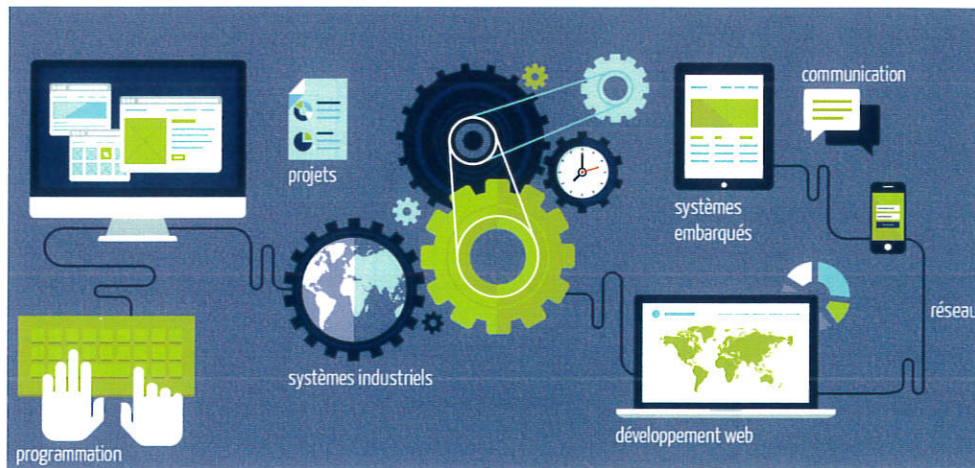 communication
projets
systèmes
embarqués
réseau
systèmes industriels
développement web
programmation